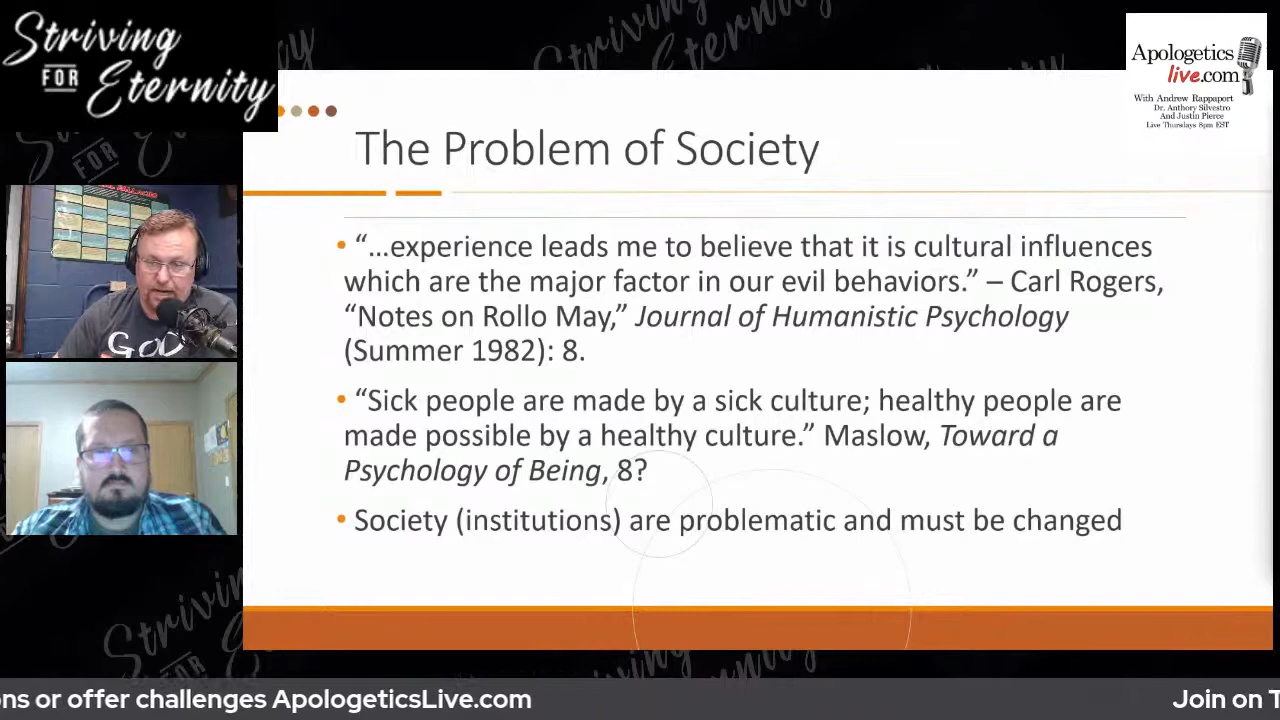 Striving
FOR
Eternity
Apologetics
live.com
With Andrew Rappaport
Dr. Anthony Silvestro
And Justin Pierce
Live Thursdays 8pm EST
The Problem of Society
• “…experience leads me to believe that it is cultural influences
which are the major factor in our evil behaviors.” – Carl Rogers,
“Notes on Rollo May,” Journal of Humanistic Psychology
(Summer 1982): 8.
• “Sick people are made by a sick culture; healthy people are
made possible by a healthy culture.” Maslow, Toward a
Psychology of Being, 8?
• Society (institutions) are problematic and must be changed
GOD
ns or offer challenges ApologeticsLive.com
Join on T